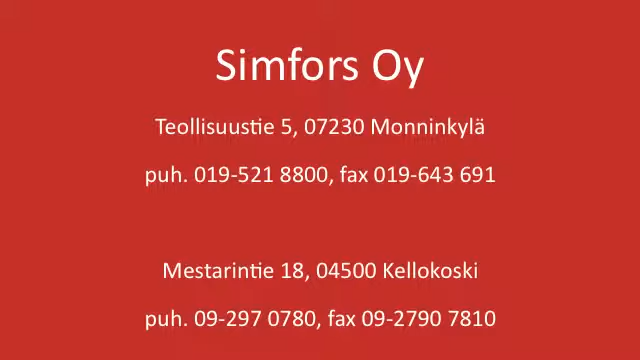 Simfors Oy
Teollisuustie 5, 07230 Monninkylä
puh. 019-521 8800, fax 019-643 691
Mestarintie 18, 04500 Kellokoski
puh. 09-297 0780, fax 09-2790 7810